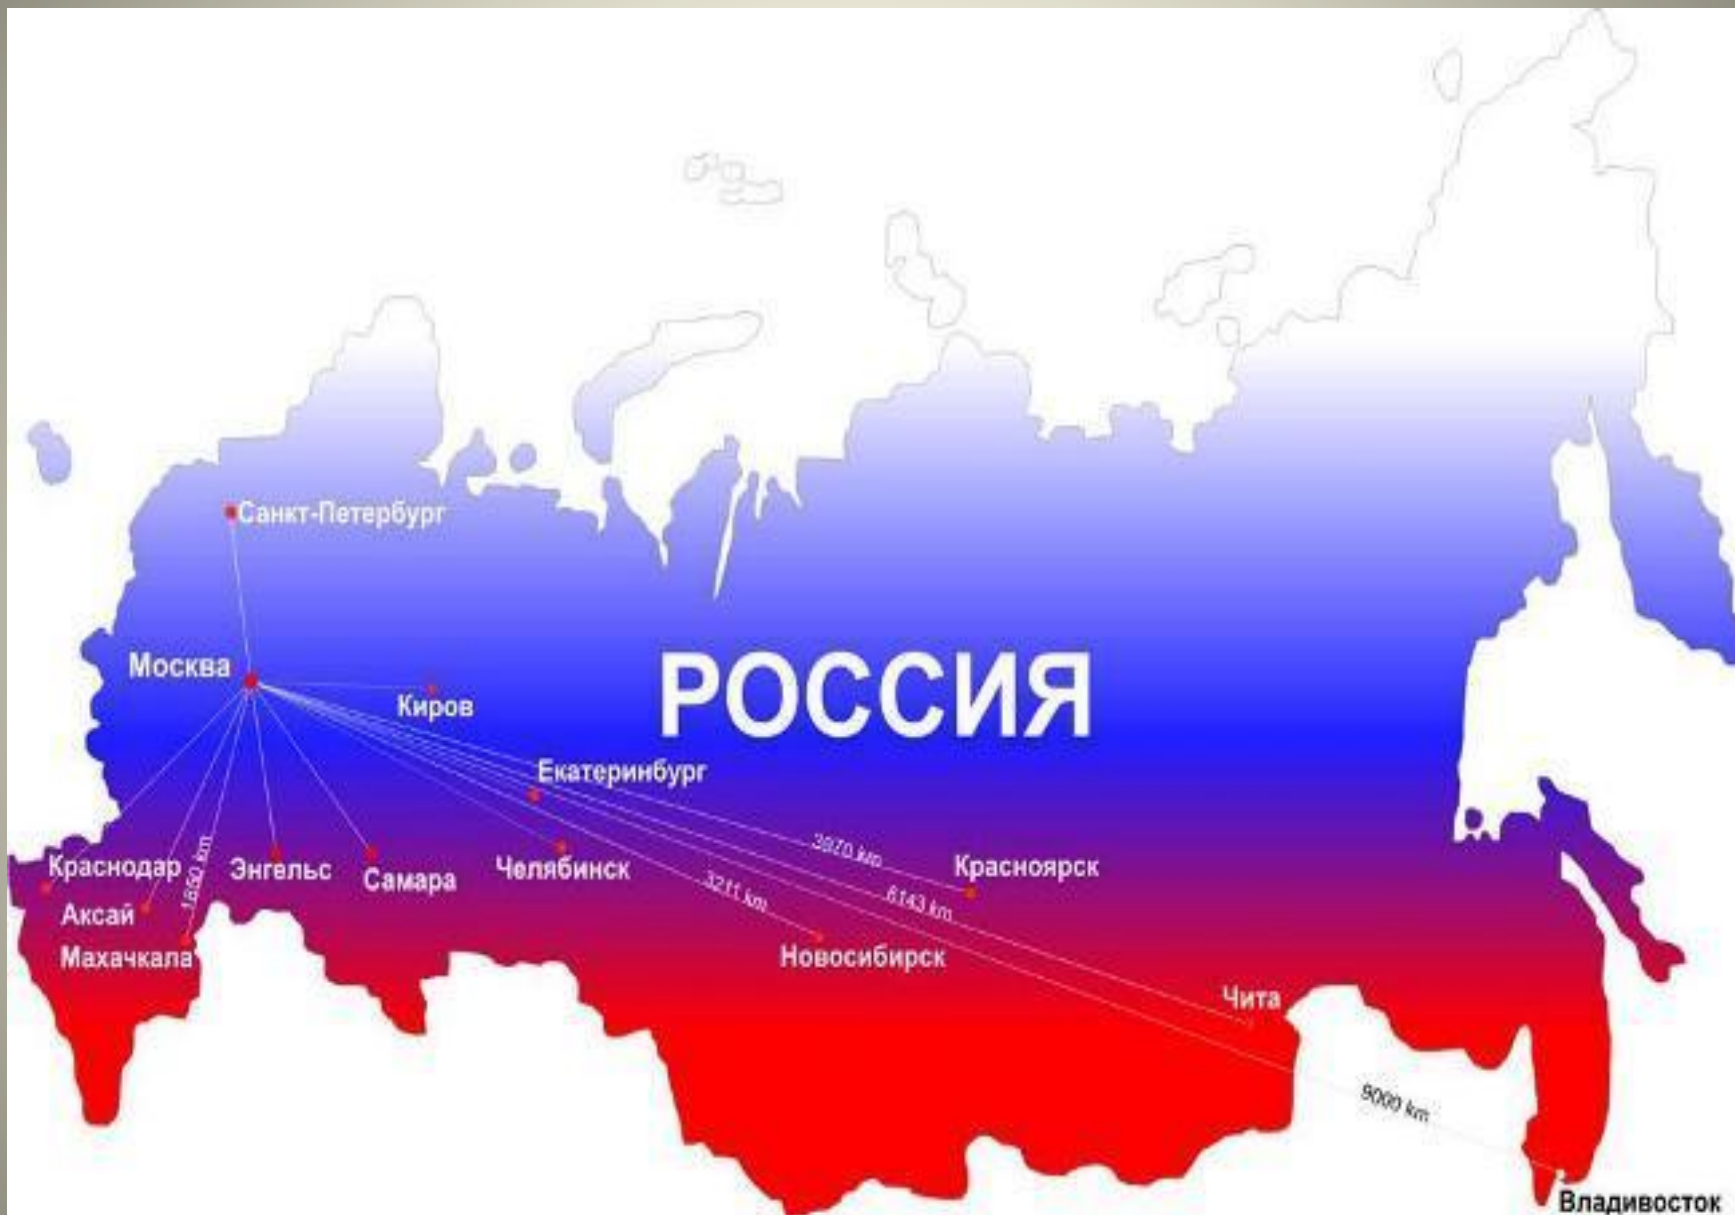 Санкт-Петербург
Москва
Киров
РОССИЯ
Екатеринбург
3970 km
Красноярск
Краснодар
1850 km
Энгельс
Самара
Челябинск
3211 km
6143 km
Аксай
Махачкала
Новосибирск
Чита
9000 km
Владивосток